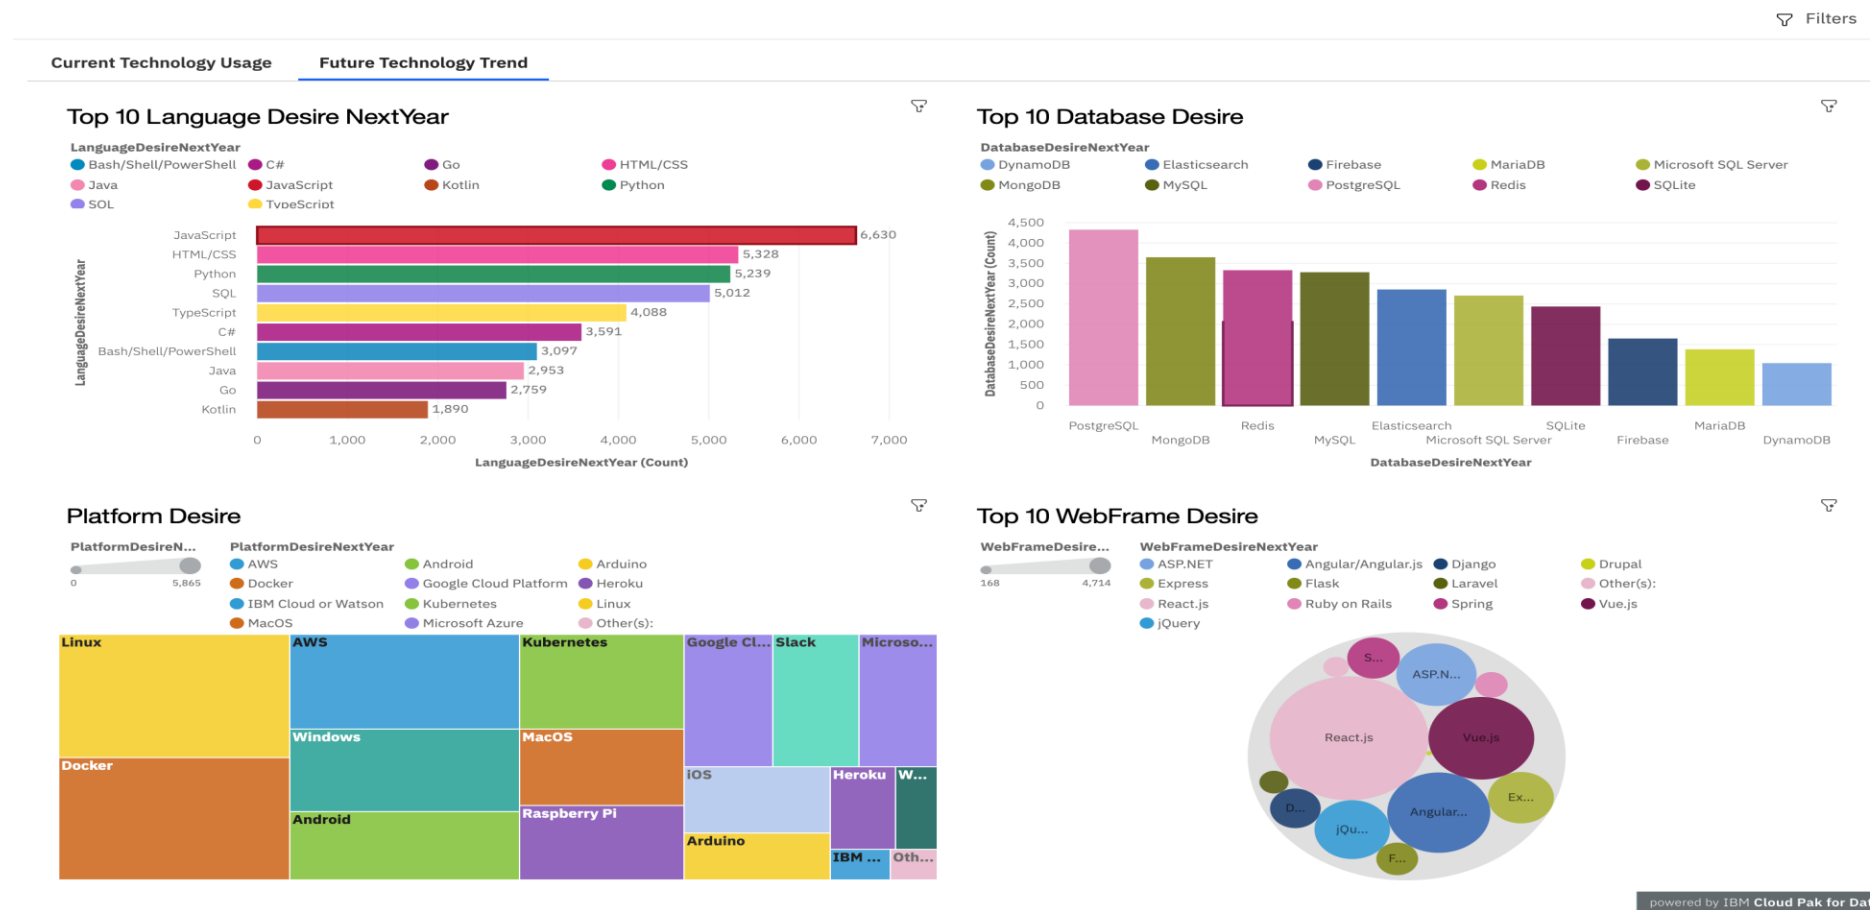 Filters
Current Technology Usage Future Technology Trend
Top 10 Language Desire NextYear
LanguageDesireNextYear
Bash/Shell/PowerShell C# Go HTML/CSS
Java JavaScript Kotlin Python
SQL TypeScript
LanguageDesireNextYear
JavaScript 6,630
HTML/CSS 5,328
Python 5,239
SQL 5,012
TypeScript 4,088
C# 3,591
Bash/Shell/PowerShell 3,097
Java 2,953
Go 2,759
Kotlin 1,890
0 1,000 2,000 3,000 4,000 5,000 6,000 7,000
LanguageDesireNextYear (Count)
Top 10 Database Desire
DatabaseDesireNextYear
DynamoDB Elasticsearch Firebase MariaDB Microsoft SQL Server
MongoDB MySQL PostgreSQL Redis SQLite
DatabaseDesireNextYear (Count)
4,500
4,000
3,500
3,000
2,500
2,000
1,500
1,000
500
0
PostgreSQL Redis Elasticsearch SQLite MariaDB
MongoDB MySQL Microsoft SQL Server Firebase DynamoDB
DatabaseDesireNextYear
Platform Desire
PlatformDesireN... PlatformDesireNextYear
0 5,865
AWS Android Arduino
Docker Google Cloud Platform Heroku
IBM Cloud or Watson Kubernetes Linux
MacOS Microsoft Azure Other(s):
Linux AWS Kubernetes Google Cl... Slack Microso...
Windows MacOS
Docker iOS Heroku W...
Android Raspberry Pi Arduino
IBM ... Oth...
Top 10 WebFrame Desire
WebFrameDesire... WebFrameDesireNextYear
168 4,714
ASP.NET Angular/Angular.js Django Drupal
Express Flask Laravel Other(s):
React.js Ruby on Rails Spring Vue.js
jQuery
S...
ASP.N...
React.js Vue.js
Ex...
D... Angular...
jQu...
F...
powered by IBM Cloud Pak for Da